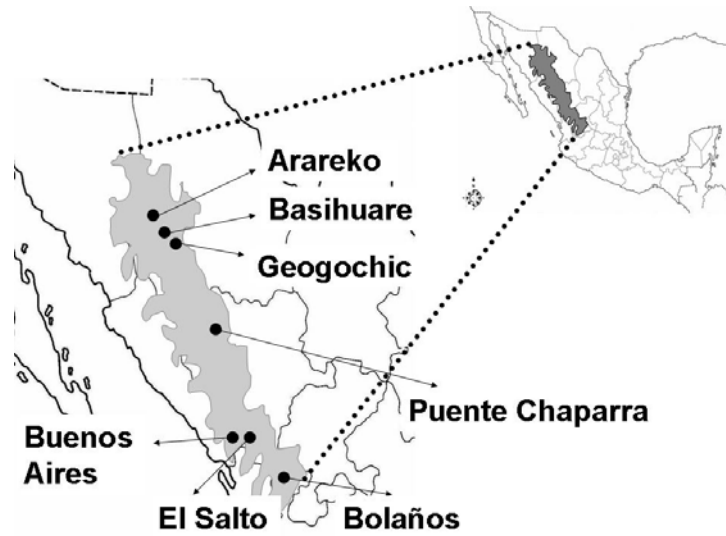 Arareko
Basihuare
Geogochic
Puente Chaparra
Buenos
Aires
El Salto
Bolaños